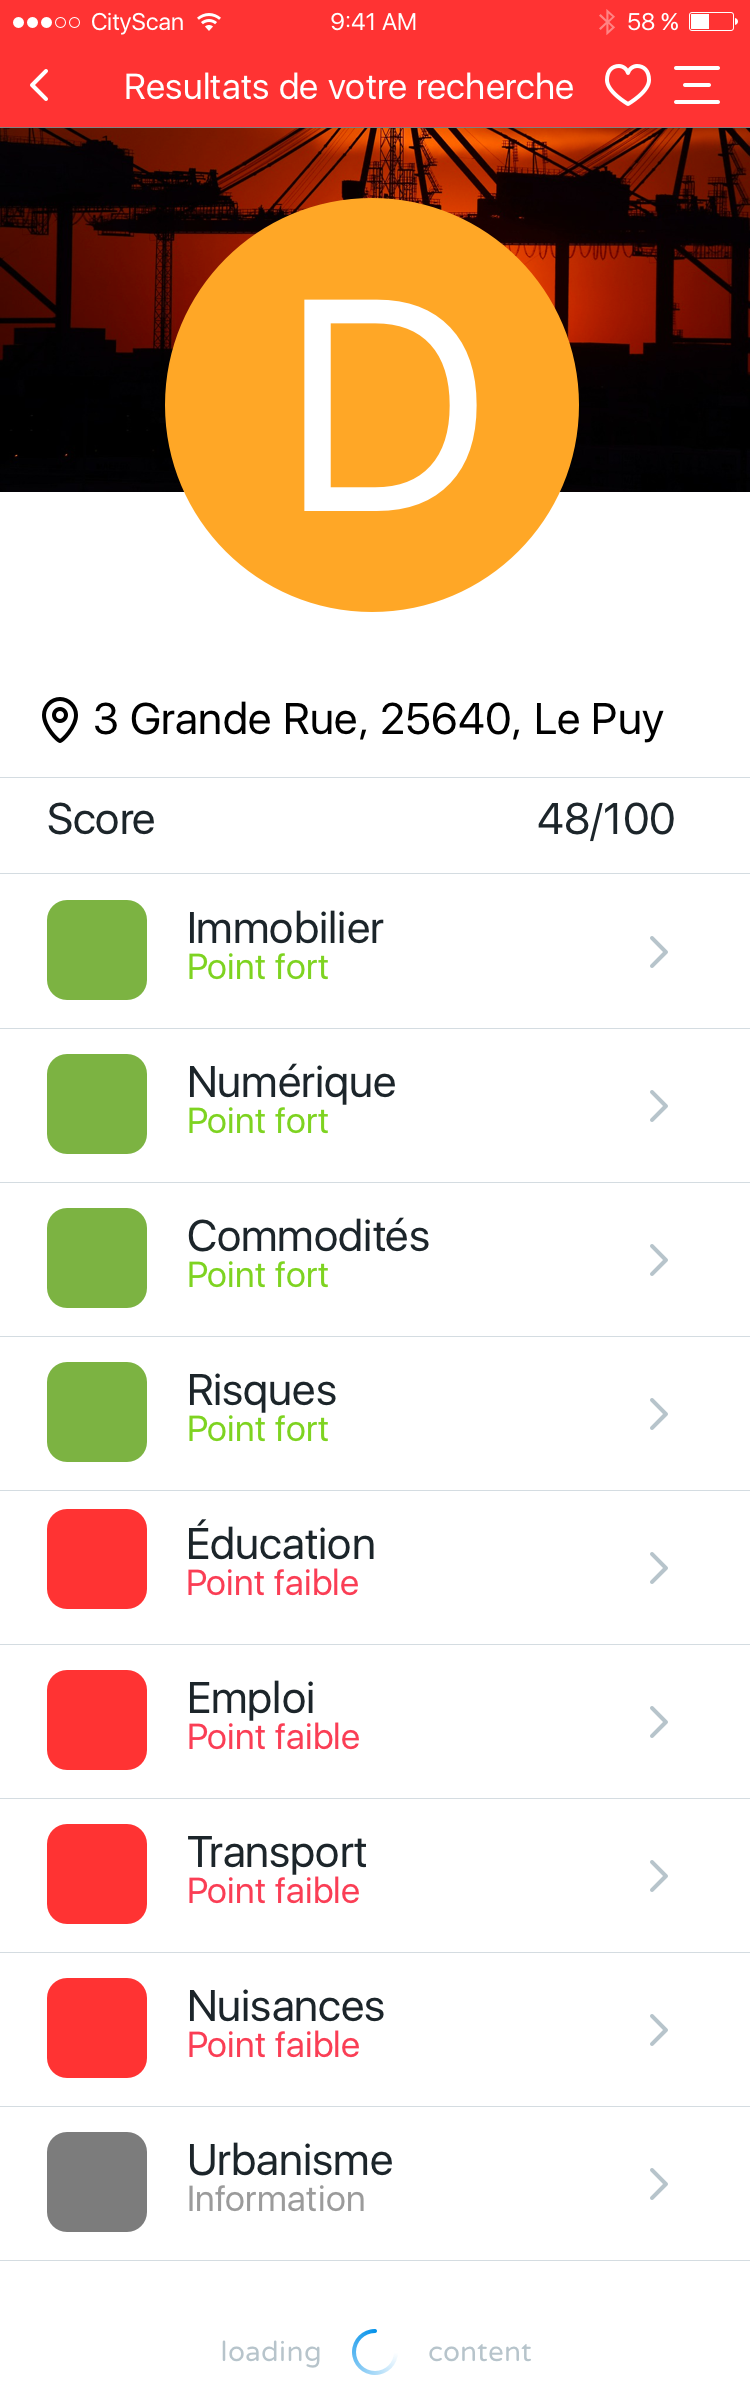 CityScan 9:41 AM 58 %
Resultats de votre recherche
D
3 Grande Rue, 25640, Le Puy
Score 48/100
Immobilier
Point fort
Numérique
Point fort
Commodités
Point fort
Risques
Point fort
Éducation
Point faible
Emploi
Point faible
Transport
Point faible
Nuisances
Point faible
Urbanisme
Information
loading content